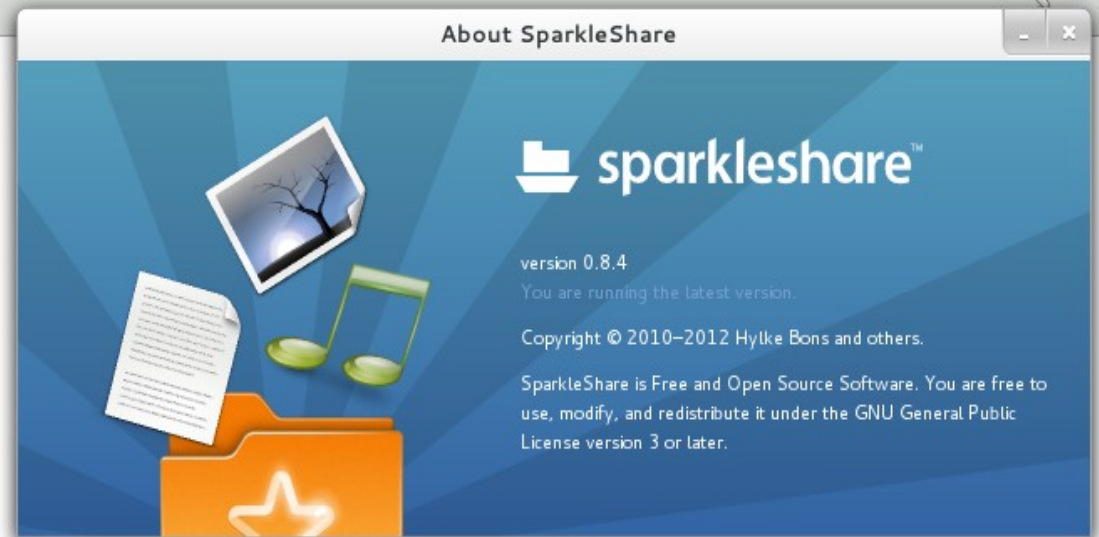 About SparkleShare
sparkleshare™
version 0.8.4
You are running the latest version.
Copyright © 2010–2012 Hylke Bons and others.
SparkleShare is Free and Open Source Software. You are free to
use, modify, and redistribute it under the GNU General Public
License version 3 or later.